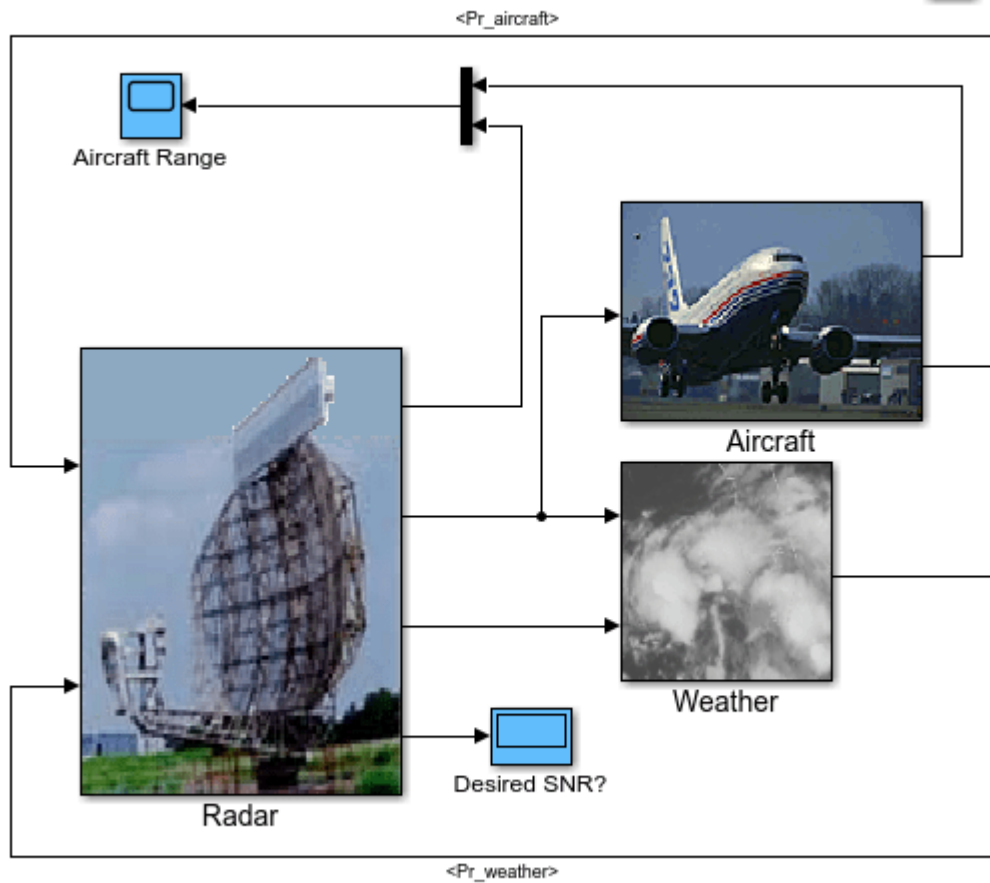 <Pr_aircraft>
Aircraft Range
Aircraft
Weather
Desired SNR?
Radar
<Pr_weather>